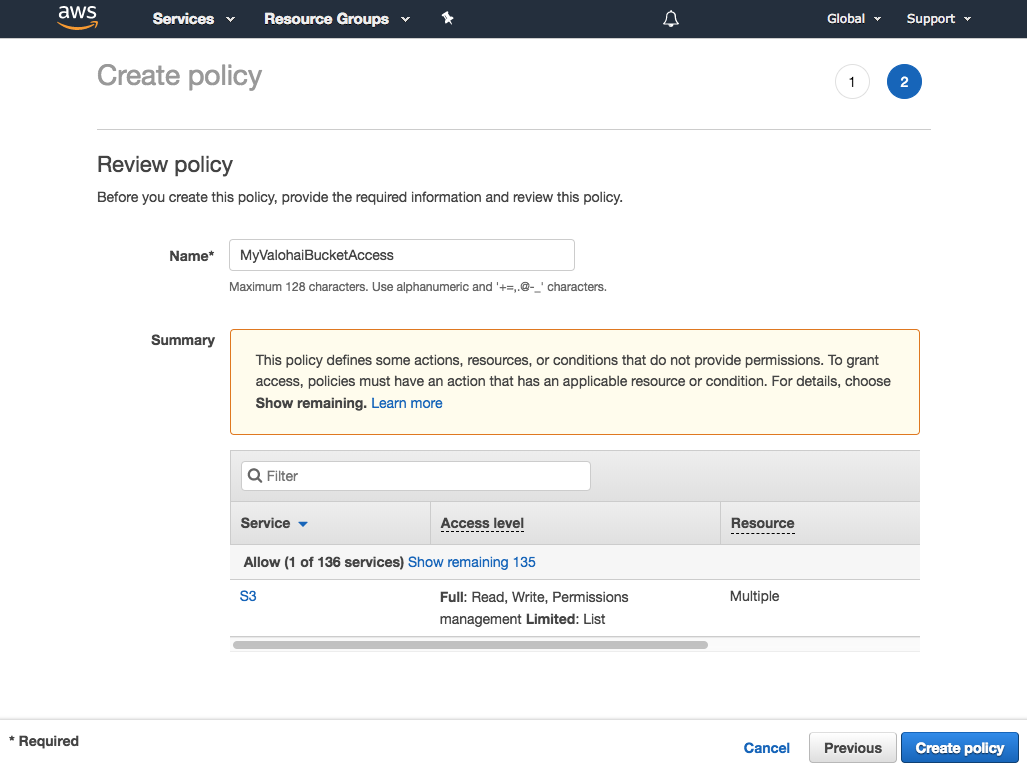 aws Services Resource Groups Global Support
Create policy 1 2
Review policy
Before you create this policy, provide the required information and review this policy.
Name* MyValohaiBucketAccess
Maximum 128 characters. Use alphanumeric and '+=,.@-_' characters.
Summary
This policy defines some actions, resources, or conditions that do not provide permissions. To grant
access, policies must have an action that has an applicable resource or condition. For details, choose
Show remaining. Learn more
Filter
Service Access level Resource
Allow (1 of 136 services) Show remaining 135
S3 Full: Read, Write, Permissions Multiple
management Limited: List
* Required
Cancel Previous Create policy